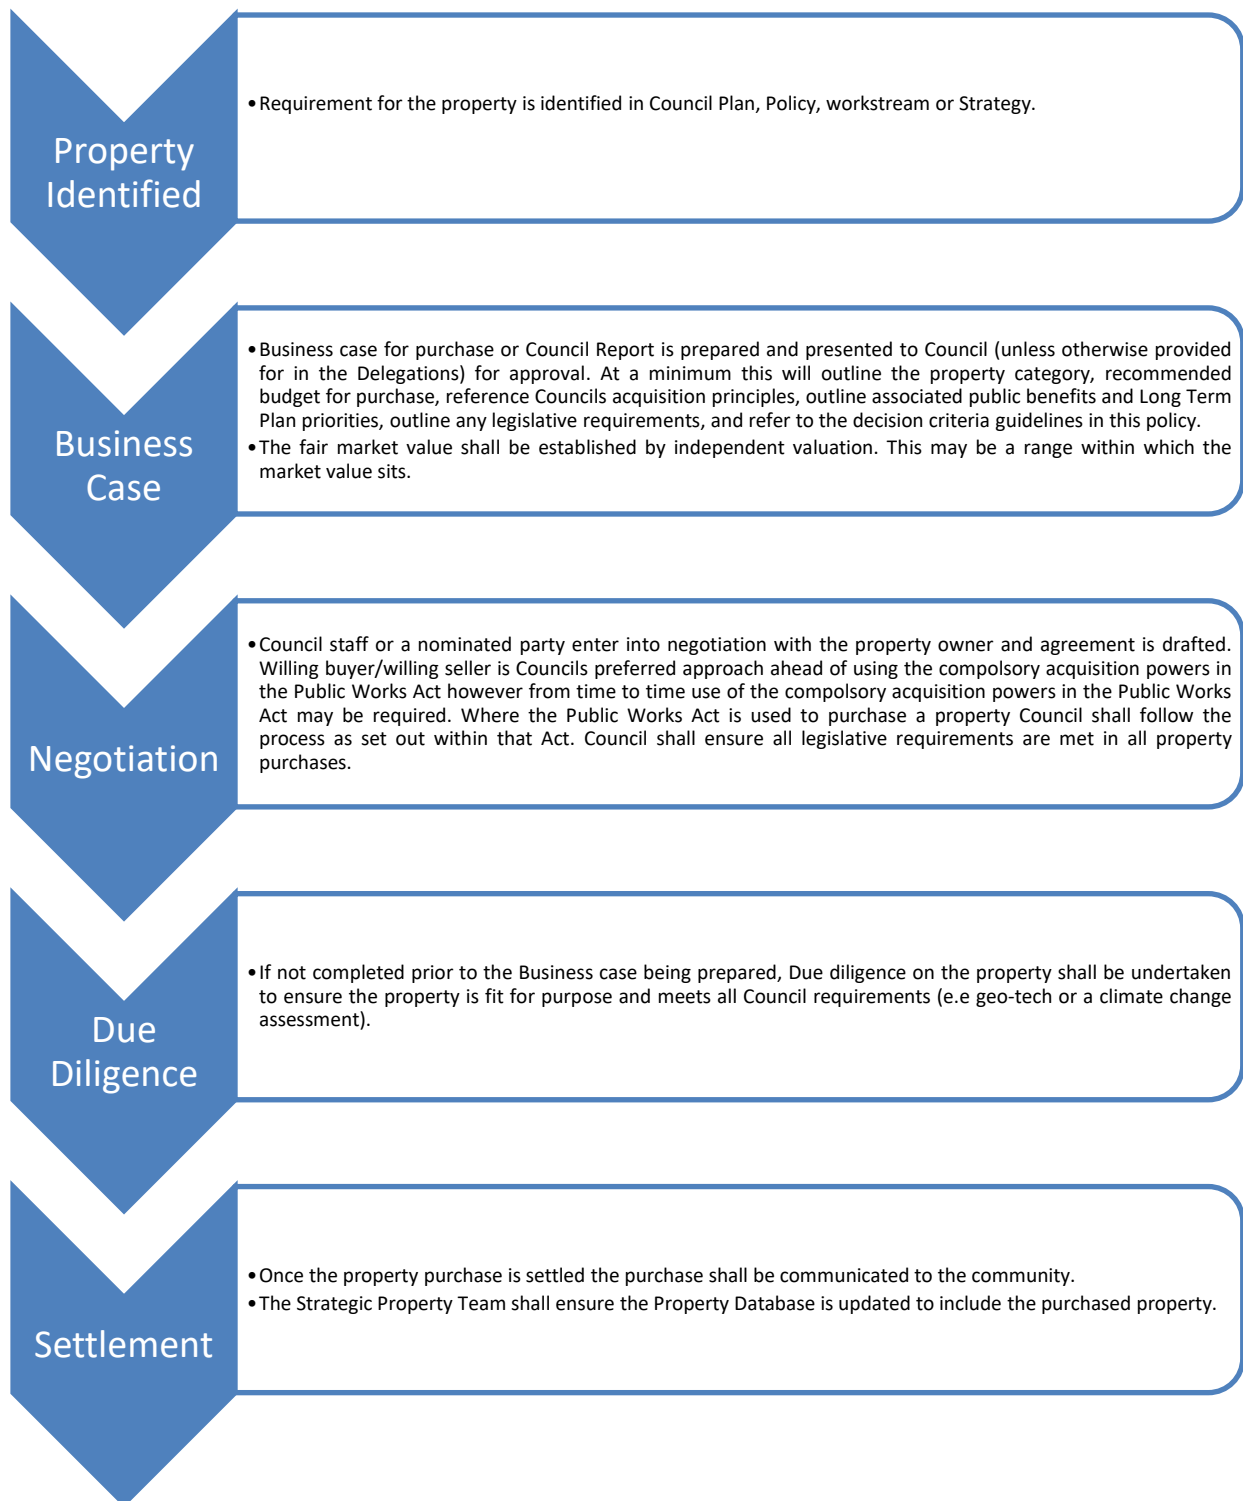 Property
Identified
•Requirement for the property is identified in Council Plan, Policy, workstream or Strategy.
Business
Case
•Business case for purchase or Council Report is prepared and presented to Council (unless otherwise provided
for in the Delegations) for approval. At a minimum this will outline the property category, recommended
budget for purchase, reference Councils acquisition principles, outline associated public benefits and Long Term
Plan priorities, outline any legislative requirements, and refer to the decision criteria guidelines in this policy.
•The fair market value shall be established by independent valuation. This may be a range within which the
market value sits.
Negotiation
•Council staff or a nominated party enter into negotiation with the property owner and agreement is drafted.
Willing buyer/willing seller is Councils preferred approach ahead of using the compolsory acquisition powers in
the Public Works Act however from time to time use of the compolsory acquisition powers in the Public Works
Act may be required. Where the Public Works Act is used to purchase a property Council shall follow the
process as set out within that Act. Council shall ensure all legislative requirements are met in all property
purchases.
Due
Diligence
•If not completed prior to the Business case being prepared, Due diligence on the property shall be undertaken
to ensure the property is fit for purpose and meets all Council requirements (e.e geo-tech or a climate change
assessment).
Settlement
•Once the property purchase is settled the purchase shall be communicated to the community.
•The Strategic Property Team shall ensure the Property Database is updated to include the purchased property.